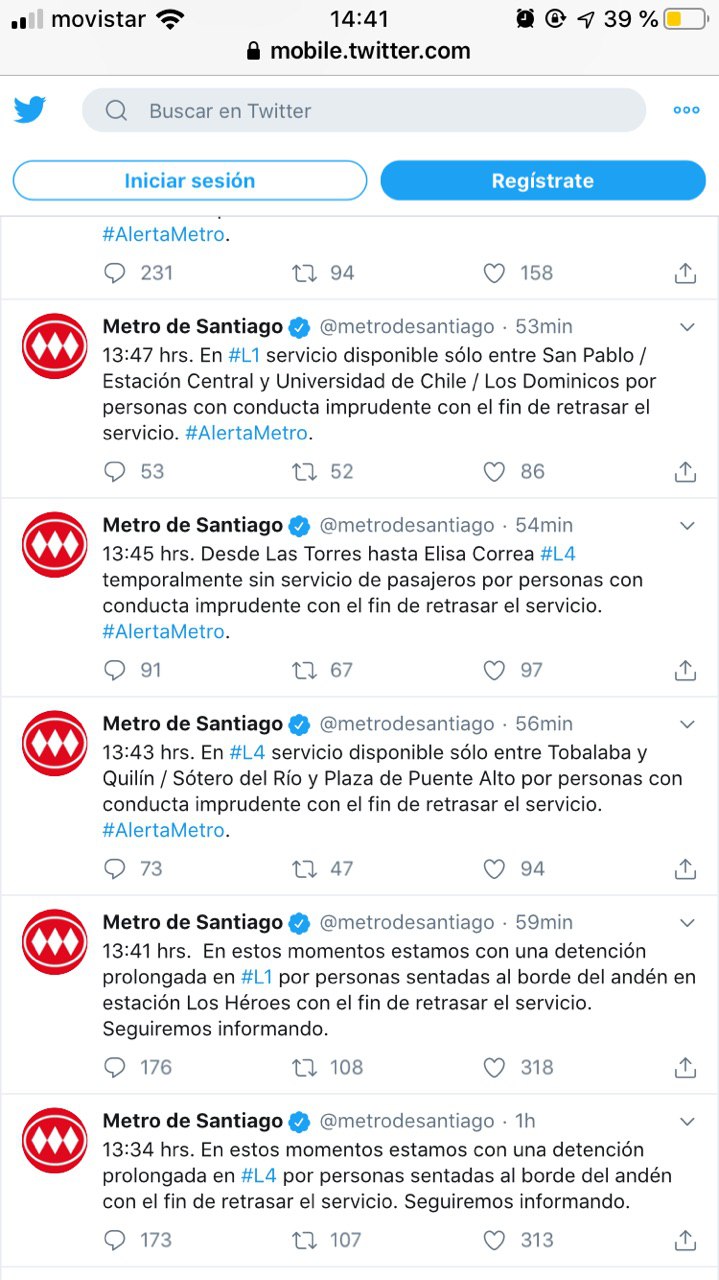 movistar 14:41 39 %
mobile.twitter.com
Buscar en Twitter
Iniciar sesión Regístrate
#AlertaMetro.
231 94 158
Metro de Santiago @metrodesantiago · 53min
13:47 hrs. En #L1 servicio disponible sólo entre San Pablo /
Estación Central y Universidad de Chile / Los Dominicos por
personas con conducta imprudente con el fin de retrasar el
servicio. #AlertaMetro.
53 52 86
Metro de Santiago @metrodesantiago · 54min
13:45 hrs. Desde Las Torres hasta Elisa Correa #L4
temporalmente sin servicio de pasajeros por personas con
conducta imprudente con el fin de retrasar el servicio.
#AlertaMetro.
91 67 97
Metro de Santiago @metrodesantiago · 56min
13:43 hrs. En #L4 servicio disponible sólo entre Tobalaba y
Quilín / Sótero del Río y Plaza de Puente Alto por personas con
conducta imprudente con el fin de retrasar el servicio.
#AlertaMetro.
73 47 94
Metro de Santiago @metrodesantiago · 59min
13:41 hrs.  En estos momentos estamos con una detención
prolongada en #L1 por personas sentadas al borde del andén en
estación Los Héroes con el fin de retrasar el servicio.
Seguiremos informando.
176 108 318
Metro de Santiago @metrodesantiago · 1h
13:34 hrs. En estos momentos estamos con una detención
prolongada en #L4 por personas sentadas al borde del andén
con el fin de retrasar el servicio. Seguiremos informando.
173 107 313